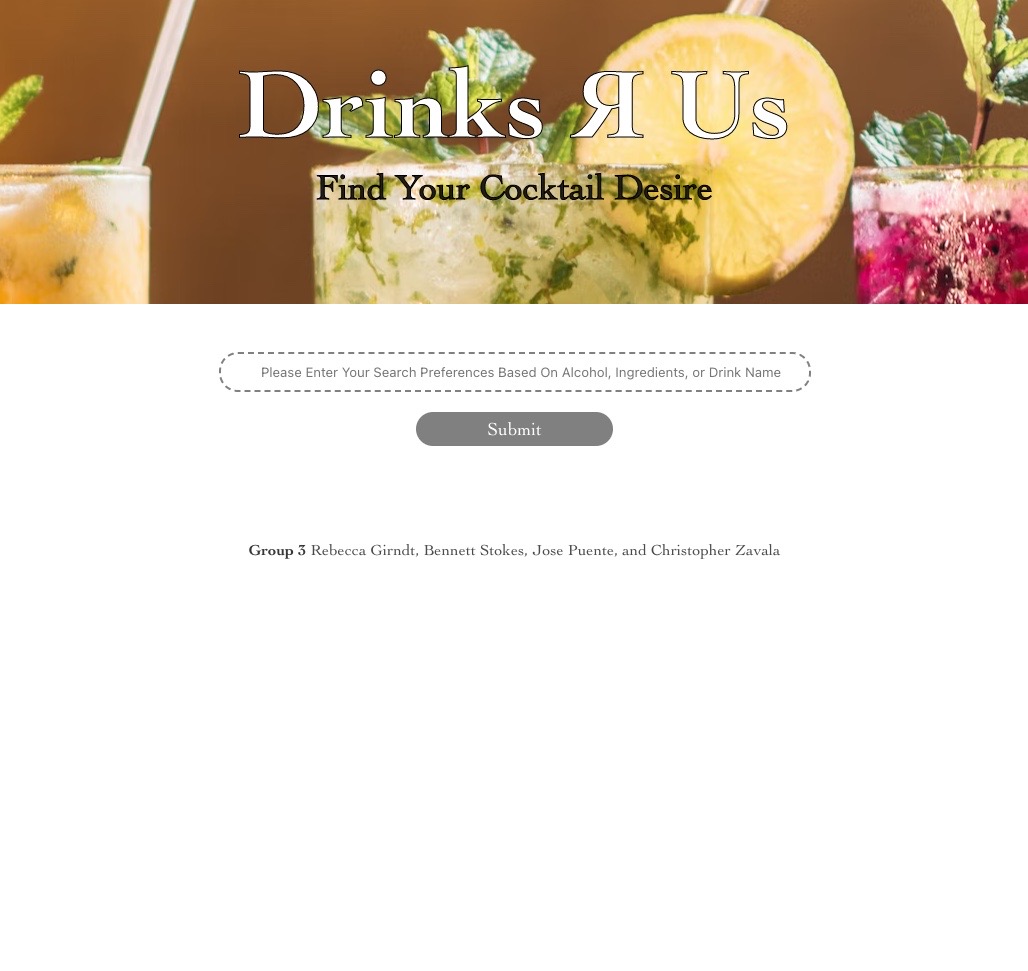 Drinks Я Us
Find Your Cocktail Desire
Please Enter Your Search Preferences Based On Alcohol, Ingredients, or Drink Name
Submit
Group 3 Rebecca Girndt, Bennett Stokes, Jose Puente, and Christopher Zavala